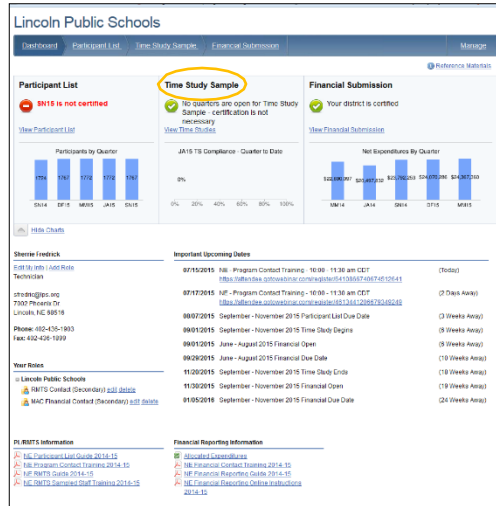 Lincoln Public Schools
Dashboard Participant List Time Study Sample Financial Submission Manage
Reference Materials
Participant List
SN15 is not certified
View Participant List
Time Study Sample
No quarters are open for Time Study
Sample - certification is not
necessary
View Time Studies
Financial Submission
Your district is certified
View Financial Submission
Participants by Quarter
1767 1772 1772 1767
SN14 DF15 MM15 JA15 SN15
JA15 TS Compliance - Quarter to Date
0%
0% 20% 40% 60% 80% 100%
Net Expenditures By Quarter
MM14 JA14 SN14 DF15 MM15
Hide Charts
Sherrie Fredrick
Edit My Info | Add Role
Technician
sfredric@lps.org
Lincoln, NE 68516
Phone: 402-436-1903
Fax: 402-436-1899
Your Roles
Lincoln Public Schools
RMTS Contact (Secondary) edit delete
MAC Financial Contact (Secondary) edit delete
Important Upcoming Dates
07/15/2015 NE - Program Contact Training - 10:00 - 11:30 am CDT (Today)
07/17/2015 NE - Program Contact Training - 10:00 - 11:30 am CDT (2 Days Away)
08/07/2015 September - November 2015 Participant List Due Date (3 Weeks Away)
09/01/2015 September - November 2015 Time Study Begins (6 Weeks Away)
09/01/2015 June - August 2015 Financial Open (6 Weeks Away)
09/29/2015 June - August 2015 Financial Due Date (10 Weeks Away)
11/20/2015 September - November 2015 Time Study Ends (18 Weeks Away)
11/30/2015 September - November 2015 Financial Open (19 Weeks Away)
01/05/2016 September - November 2015 Financial Due Date (24 Weeks Away)
PL/RMTS Information
NE Participant List Guide 2014-15
NE Program Contact Training 2014-15
NE RMTS Guide 2014-15
NE RMTS Sampled Staff Training 2014-15
Financial Reporting Information
Allocated Expenditures
NE Financial Contact Training 2014-15
NE Financial Reporting Guide 2014-15
NE Financial Reporting Online Instructions
2014-15